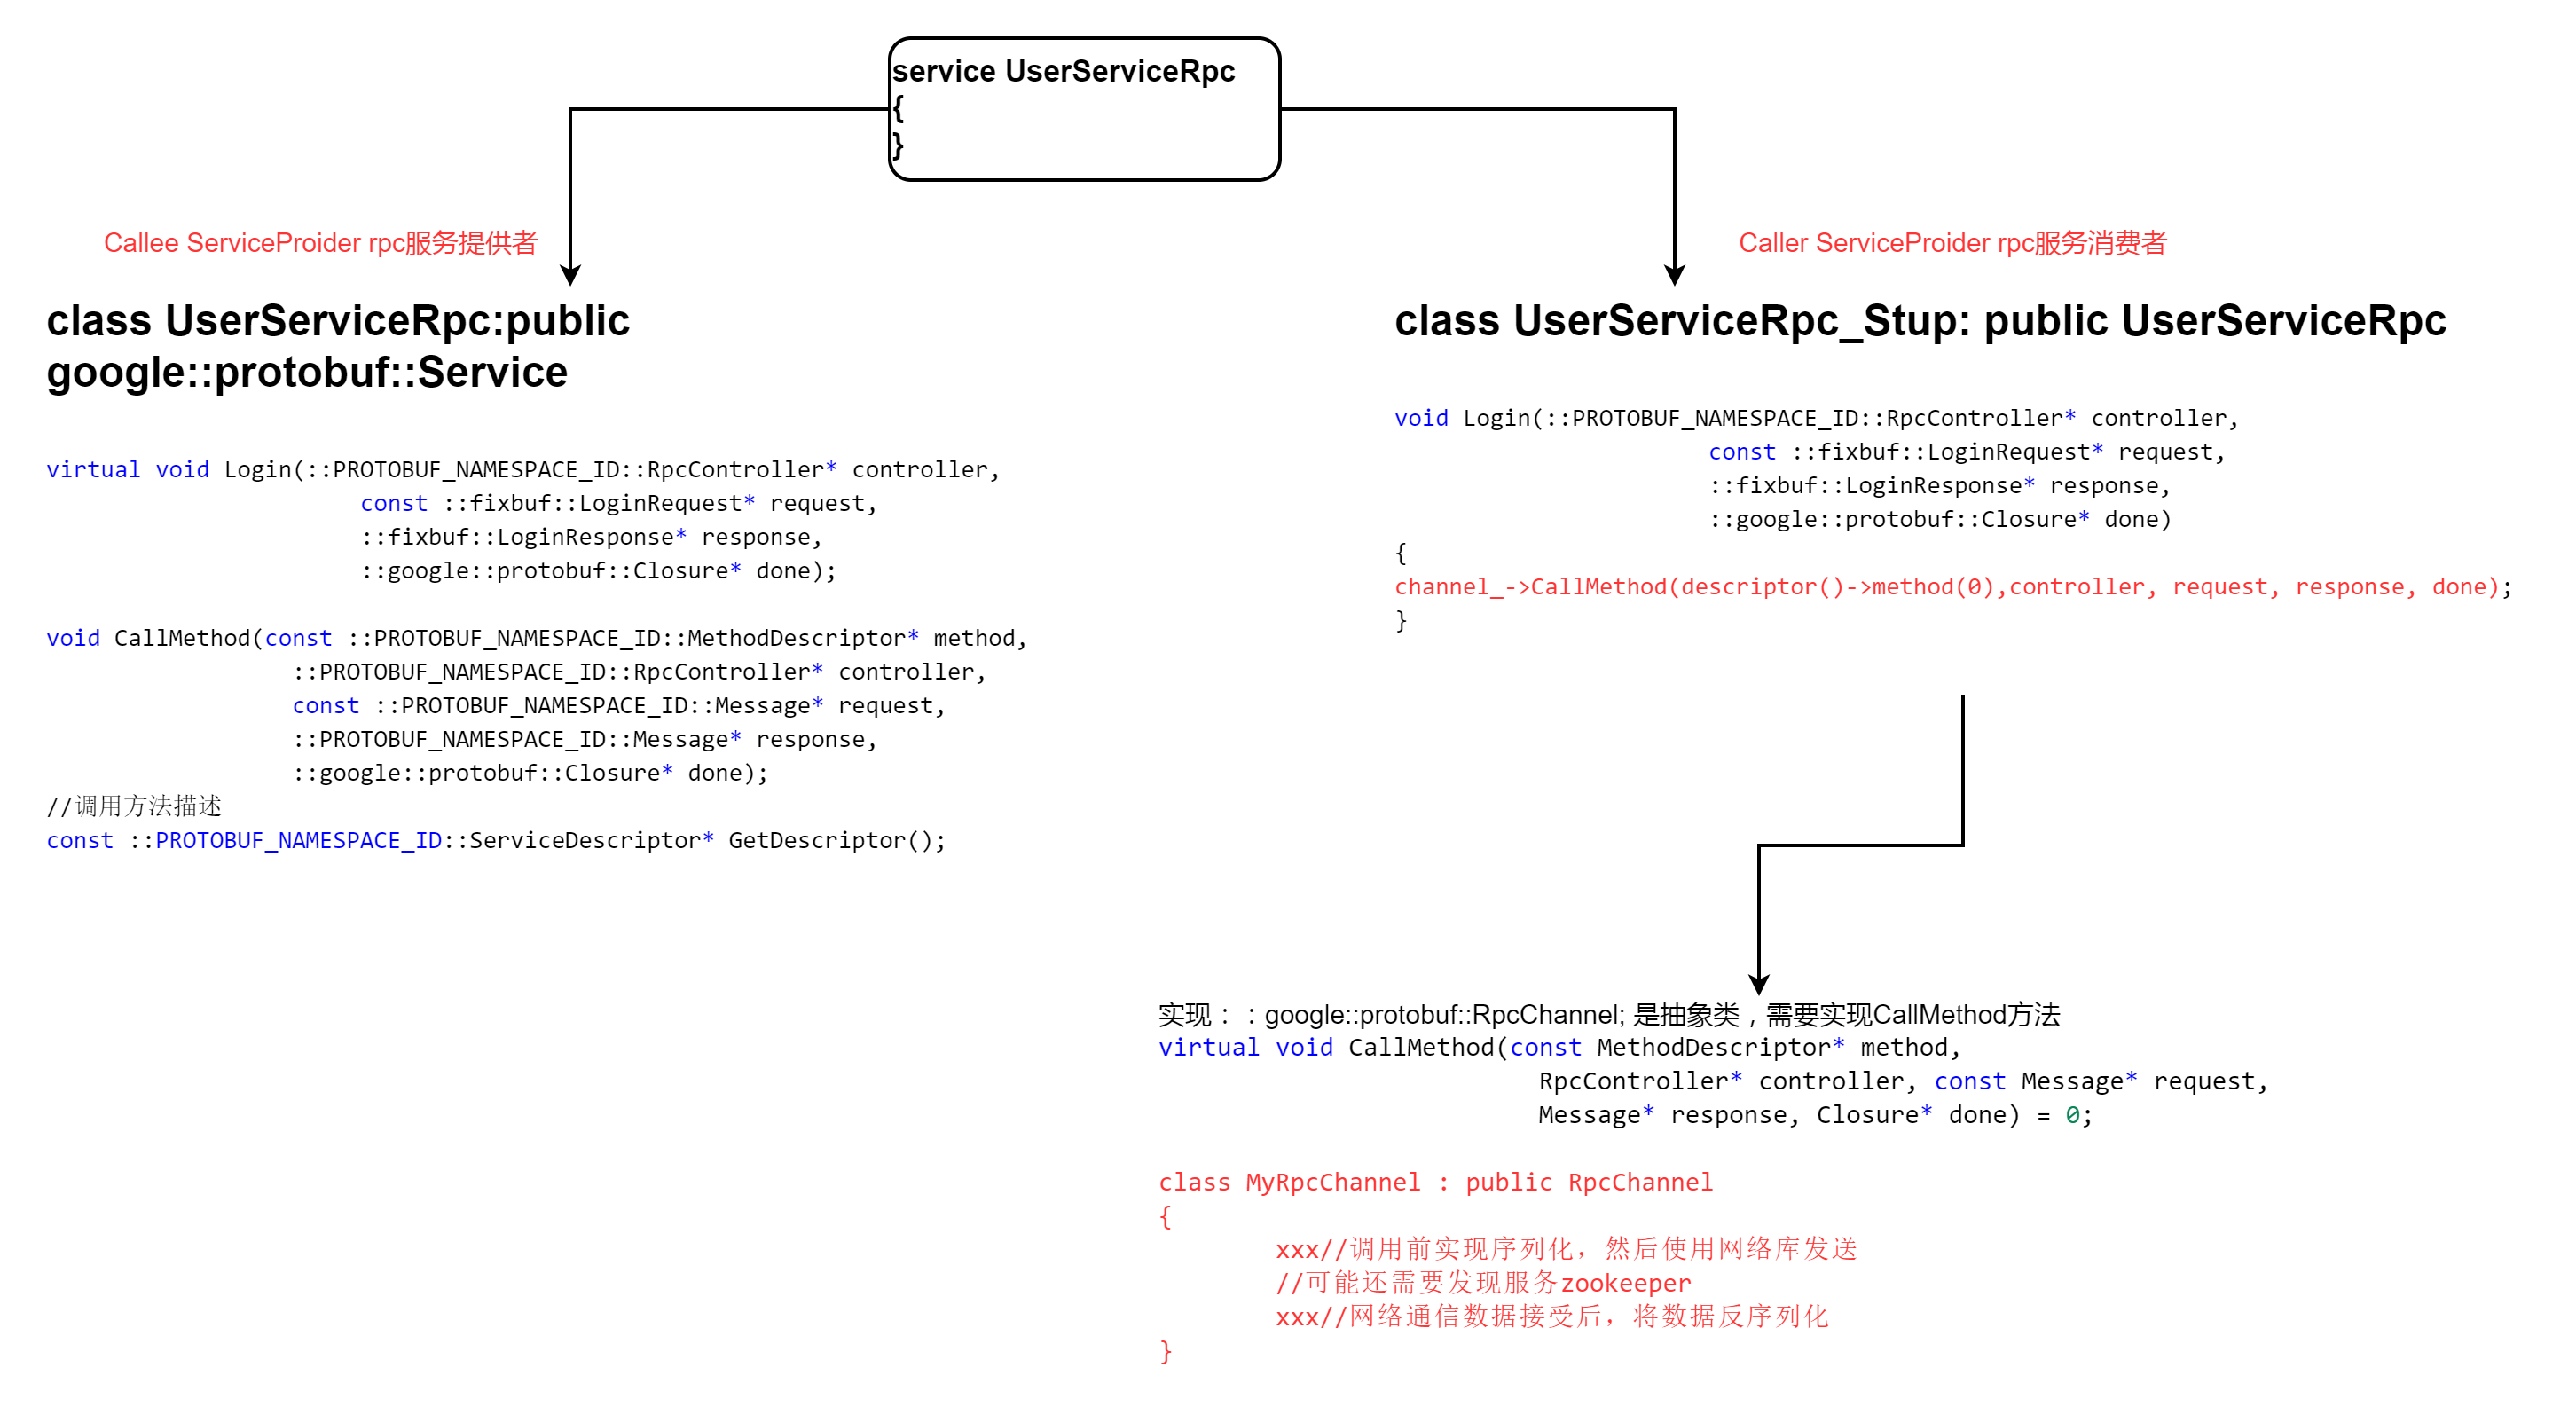 service UserServiceRpc
{
}
Callee ServiceProider rpc服务提供者
class UserServiceRpc:public
google::protobuf::Service
virtual void Login(::PROTOBUF_NAMESPACE_ID::RpcController* controller,
const ::fixbuf::LoginRequest* request,
::fixbuf::LoginResponse* response,
::google::protobuf::Closure* done);
void CallMethod(const ::PROTOBUF_NAMESPACE_ID::MethodDescriptor* method,
::PROTOBUF_NAMESPACE_ID::RpcController* controller,
const ::PROTOBUF_NAMESPACE_ID::Message* request,
::PROTOBUF_NAMESPACE_ID::Message* response,
::google::protobuf::Closure* done);
//调用方法描述
const ::PROTOBUF_NAMESPACE_ID::ServiceDescriptor* GetDescriptor();
Caller ServiceProider rpc服务消费者
class UserServiceRpc_Stup: public UserServiceRpc
void Login(::PROTOBUF_NAMESPACE_ID::RpcController* controller,
const ::fixbuf::LoginRequest* request,
::fixbuf::LoginResponse* response,
::google::protobuf::Closure* done)
{
channel_->CallMethod(descriptor()->method(0),controller, request, response, done);
}
实现：：google::protobuf::RpcChannel; 是抽象类，需要实现CallMethod方法
virtual void CallMethod(const MethodDescriptor* method,
RpcController* controller, const Message* request,
Message* response, Closure* done) = 0;
class MyRpcChannel : public RpcChannel
{
xxx//调用前实现序列化，然后使用网络库发送
//可能还需要发现服务zookeeper
xxx//网络通信数据接受后，将数据反序列化
}